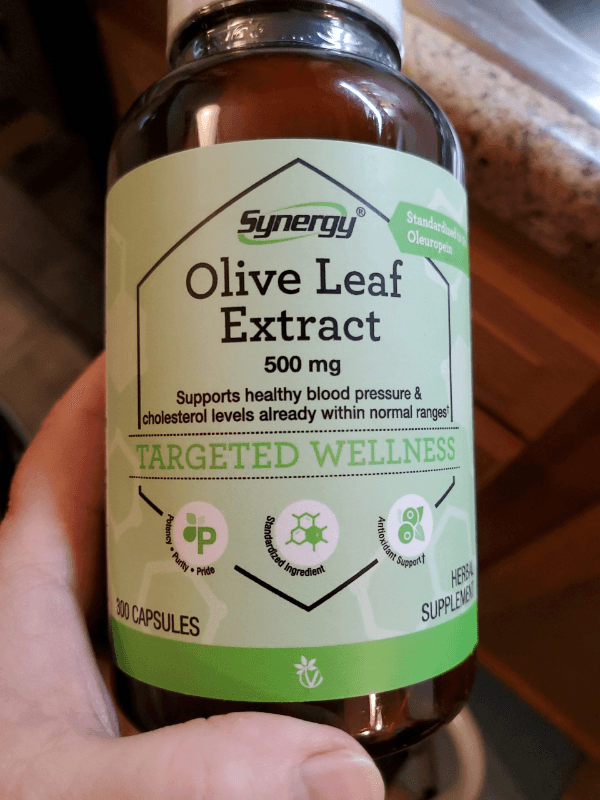 Synergy®
Standardized
Oleuropein
Olive Leaf
Extract
500 mg
Supports healthy blood pressure &
cholesterol levels already within normal ranges†
TARGETED WELLNESS
P
Potency • Purity • Pride
Standardized Ingredient
Antioxidant Support†
300 CAPSULES
HERBAL
SUPPLEMENT